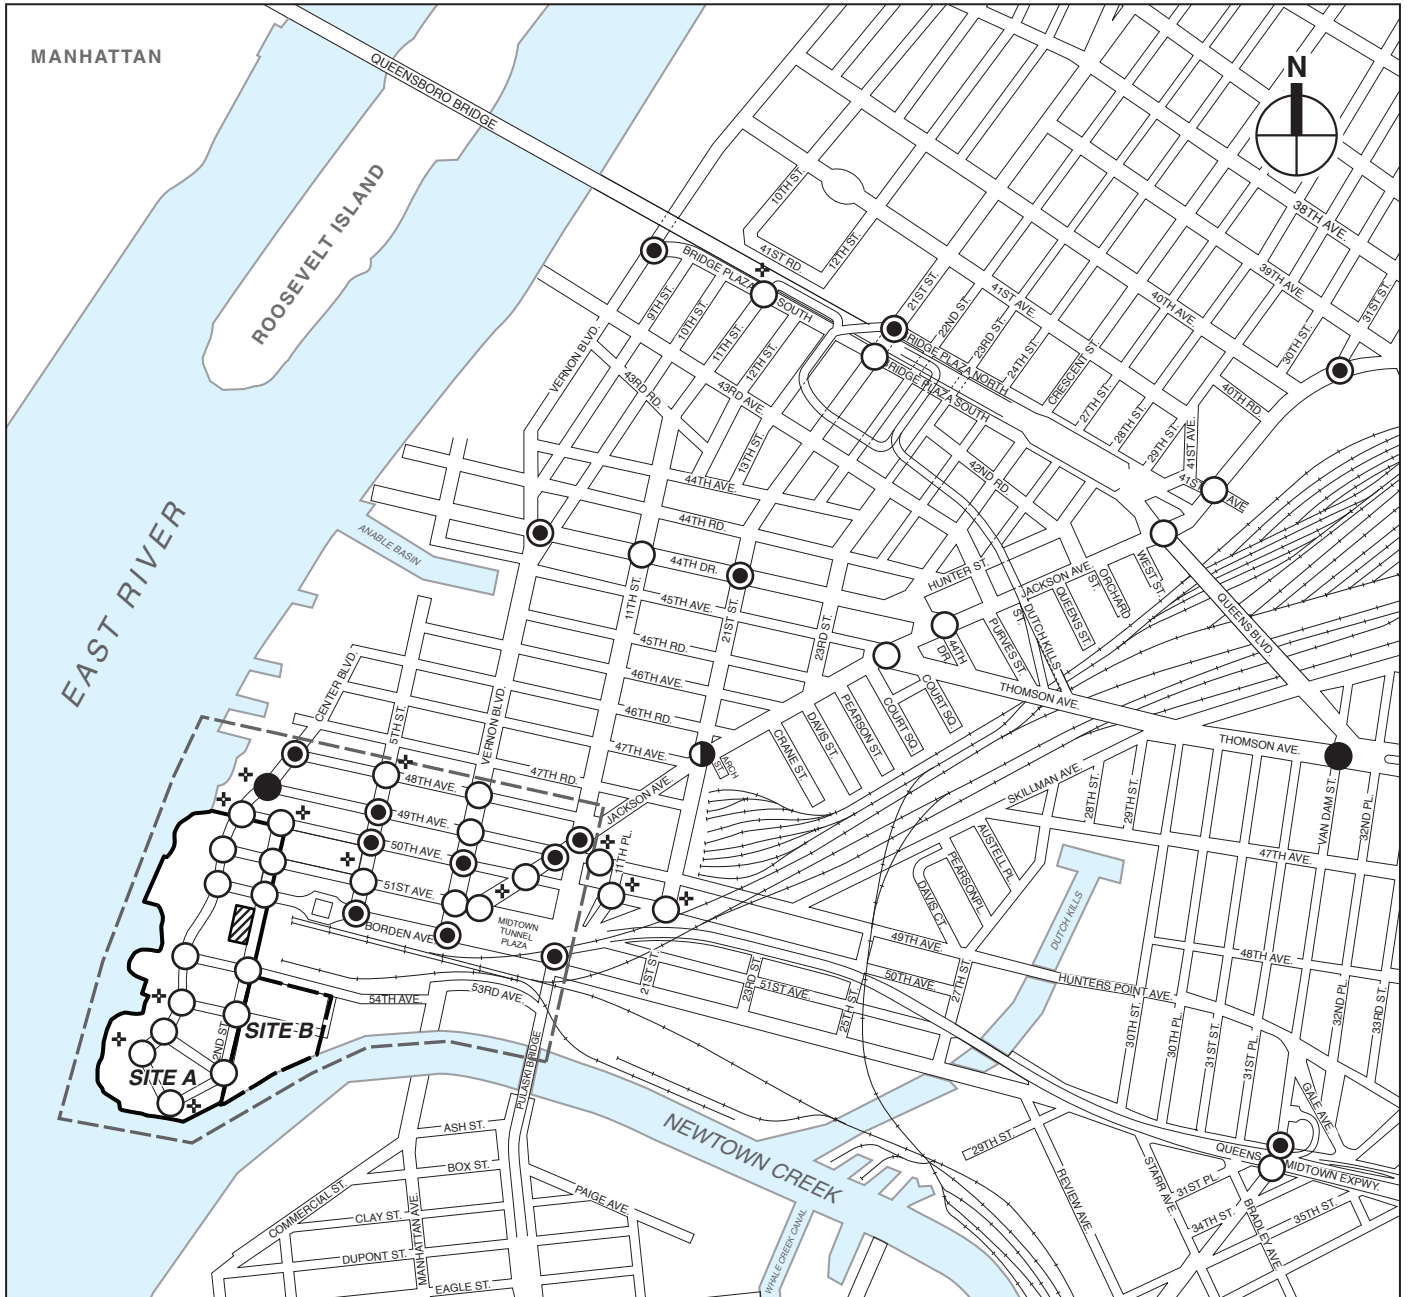 MANHATTAN
N
QUEENSBORO BRIDGE
ROOSEVELT ISLAND
EAST RIVER
10TH ST.
41ST RD.
12TH ST.
38TH AVE.
39TH AVE.
40TH AVE.
31ST ST.
30TH ST.
BRIDGE PLAZA SOUTH
21ST ST.
22ND ST.
41ST AVE.
23RD ST.
24TH ST.
CRESCENT ST.
27TH ST.
28TH ST.
29TH ST.
40TH RD.
41ST AVE.
9TH ST.
10TH ST.
11TH ST.
12TH ST.
BRIDGE PLAZA NORTH
BRIDGE PLAZA SOUTH
VERNON BLVD.
43RD RD.
43RD AVE.
13TH ST.
42ND RD.
44TH AVE.
44TH RD.
44TH DR.
45TH AVE.
45TH RD.
46TH AVE.
46TH RD.
47TH AVE.
47TH RD.
ANABLE BASIN
11TH ST.
21ST ST.
23RD ST.
HUNTER ST.
JACKSON AVE.
ORCHARD ST.
WEST ST.
QUEENS ST.
DUTCH KILLS
PURVES ST.
44TH DR.
QUEENS BLVD.
THOMSON AVE.
THOMSON AVE.
COURT SQ.
COURT SQ.
PEARSON ST.
DAVIS ST.
CRANE ST.
ARCH ST.
JACKSON AVE.
CENTER BLVD.
5TH ST.
VERNON BLVD.
48TH AVE.
49TH AVE.
50TH AVE.
51ST AVE.
BORDEN AVE.
MIDTOWN
TUNNEL
PLAZA
11TH PL.
SKILLMAN AVE.
28TH ST.
29TH ST.
VAN DAM ST.
32ND PL.
47TH AVE.
AUSTELL PL.
PEARSON PL.
DAVIS CT.
DUTCH KILLS
49TH AVE.
50TH AVE.
51ST AVE.
HUNTERS POINT AVE.
48TH AVE.
21ST ST.
23RD ST.
25TH ST.
27TH ST.
30TH ST.
30TH PL.
31ST ST.
31ST PL.
32ND PL.
33RD ST.
54TH AVE.
53RD AVE.
2ND ST.
SITE B
SITE A
PULASKI BRIDGE
NEWTOWN CREEK
WHALE CREEK CANAL
ASH ST.
BOX ST.
COMMERCIAL ST.
CLAY ST.
DUPONT ST.
EAGLE ST.
MANHATTAN AVE.
PAIGE AVE.
29TH ST.
REVIEW AVE.
STARR AVE.
31ST PL.
34TH ST.
35TH ST.
BRADLEY AVE.
GALE AVE.
QUEENS MIDTOWN EXPWY.